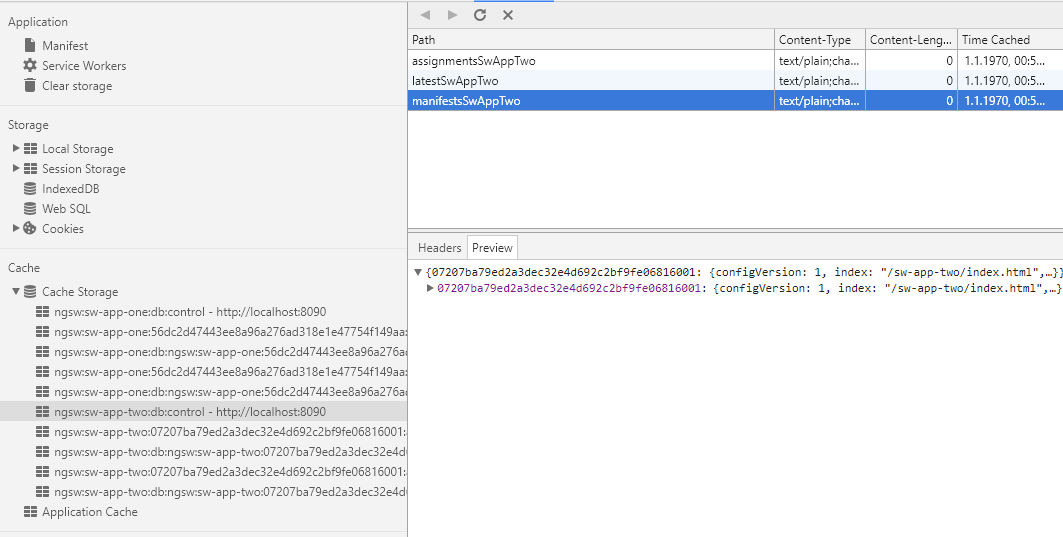 Application
Manifest
Service Workers
Clear storage
Storage
Local Storage
Session Storage
IndexedDB
Web SQL
Cookies
Cache
Cache Storage
ngsw:sw-app-one:db:control - http://localhost:8090
ngsw:sw-app-one:56dc2d47443ee8a96a276ad318e1e47754f149aa:
ngsw:sw-app-one:db:ngsw:sw-app-one:56dc2d47443ee8a96a276ad
ngsw:sw-app-one:56dc2d47443ee8a96a276ad318e1e47754f149aa:
ngsw:sw-app-one:db:ngsw:sw-app-one:56dc2d47443ee8a96a276ad
ngsw:sw-app-two:db:control - http://localhost:8090
ngsw:sw-app-two:07207ba79ed2a3dec32e4d692c2bf9fe06816001:
ngsw:sw-app-two:db:ngsw:sw-app-two:07207ba79ed2a3dec32e4d
ngsw:sw-app-two:07207ba79ed2a3dec32e4d692c2bf9fe06816001:
ngsw:sw-app-two:db:ngsw:sw-app-two:07207ba79ed2a3dec32e4d
Application Cache
Path Content-Type Content-Leng... Time Cached
assignmentsSwAppTwo text/plain;cha... 0 1.1.1970, 00:5...
latestSwAppTwo text/plain;cha... 0 1.1.1970, 00:5...
manifestsSwAppTwo text/plain;cha... 0 1.1.1970, 00:5...
Headers Preview
{07207ba79ed2a3dec32e4d692c2bf9fe06816001: {configVersion: 1, index: "/sw-app-two/index.html",…}}
07207ba79ed2a3dec32e4d692c2bf9fe06816001: {configVersion: 1, index: "/sw-app-two/index.html",…}